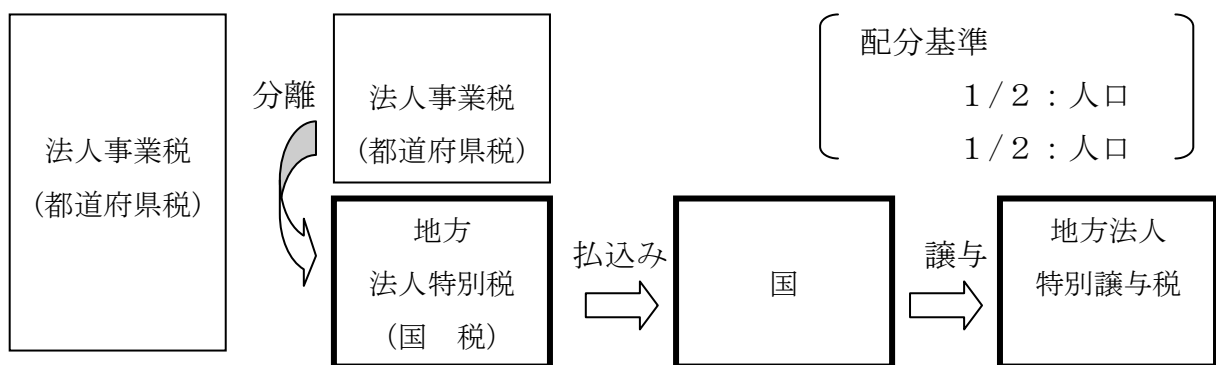 法人事業税
(都道府県税)
分離
法人事業税
(都道府県税)
地方
法人特別税
(国　税)
払込み
国
譲与
地方法人
特別譲与税
配分基準
１/２：人口
１/２：人口